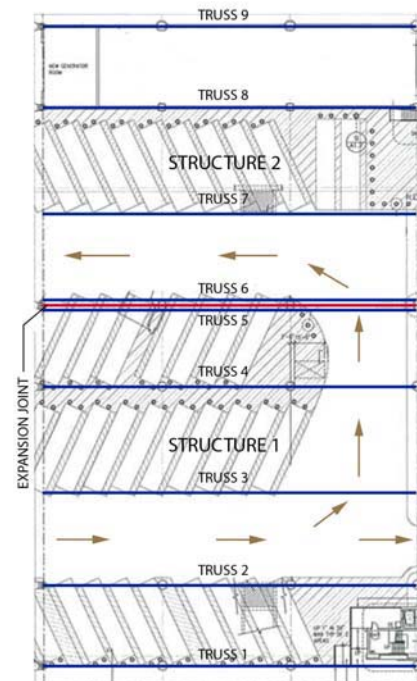 TRUSS 9
NEW GENERATOR
ROOM
TRUSS 8
STRUCTURE 2
TRUSS 7
TRUSS 6
TRUSS 5
EXPANSION JOINT
TRUSS 4
STRUCTURE 1
TRUSS 3
TRUSS 2
TRUSS 1